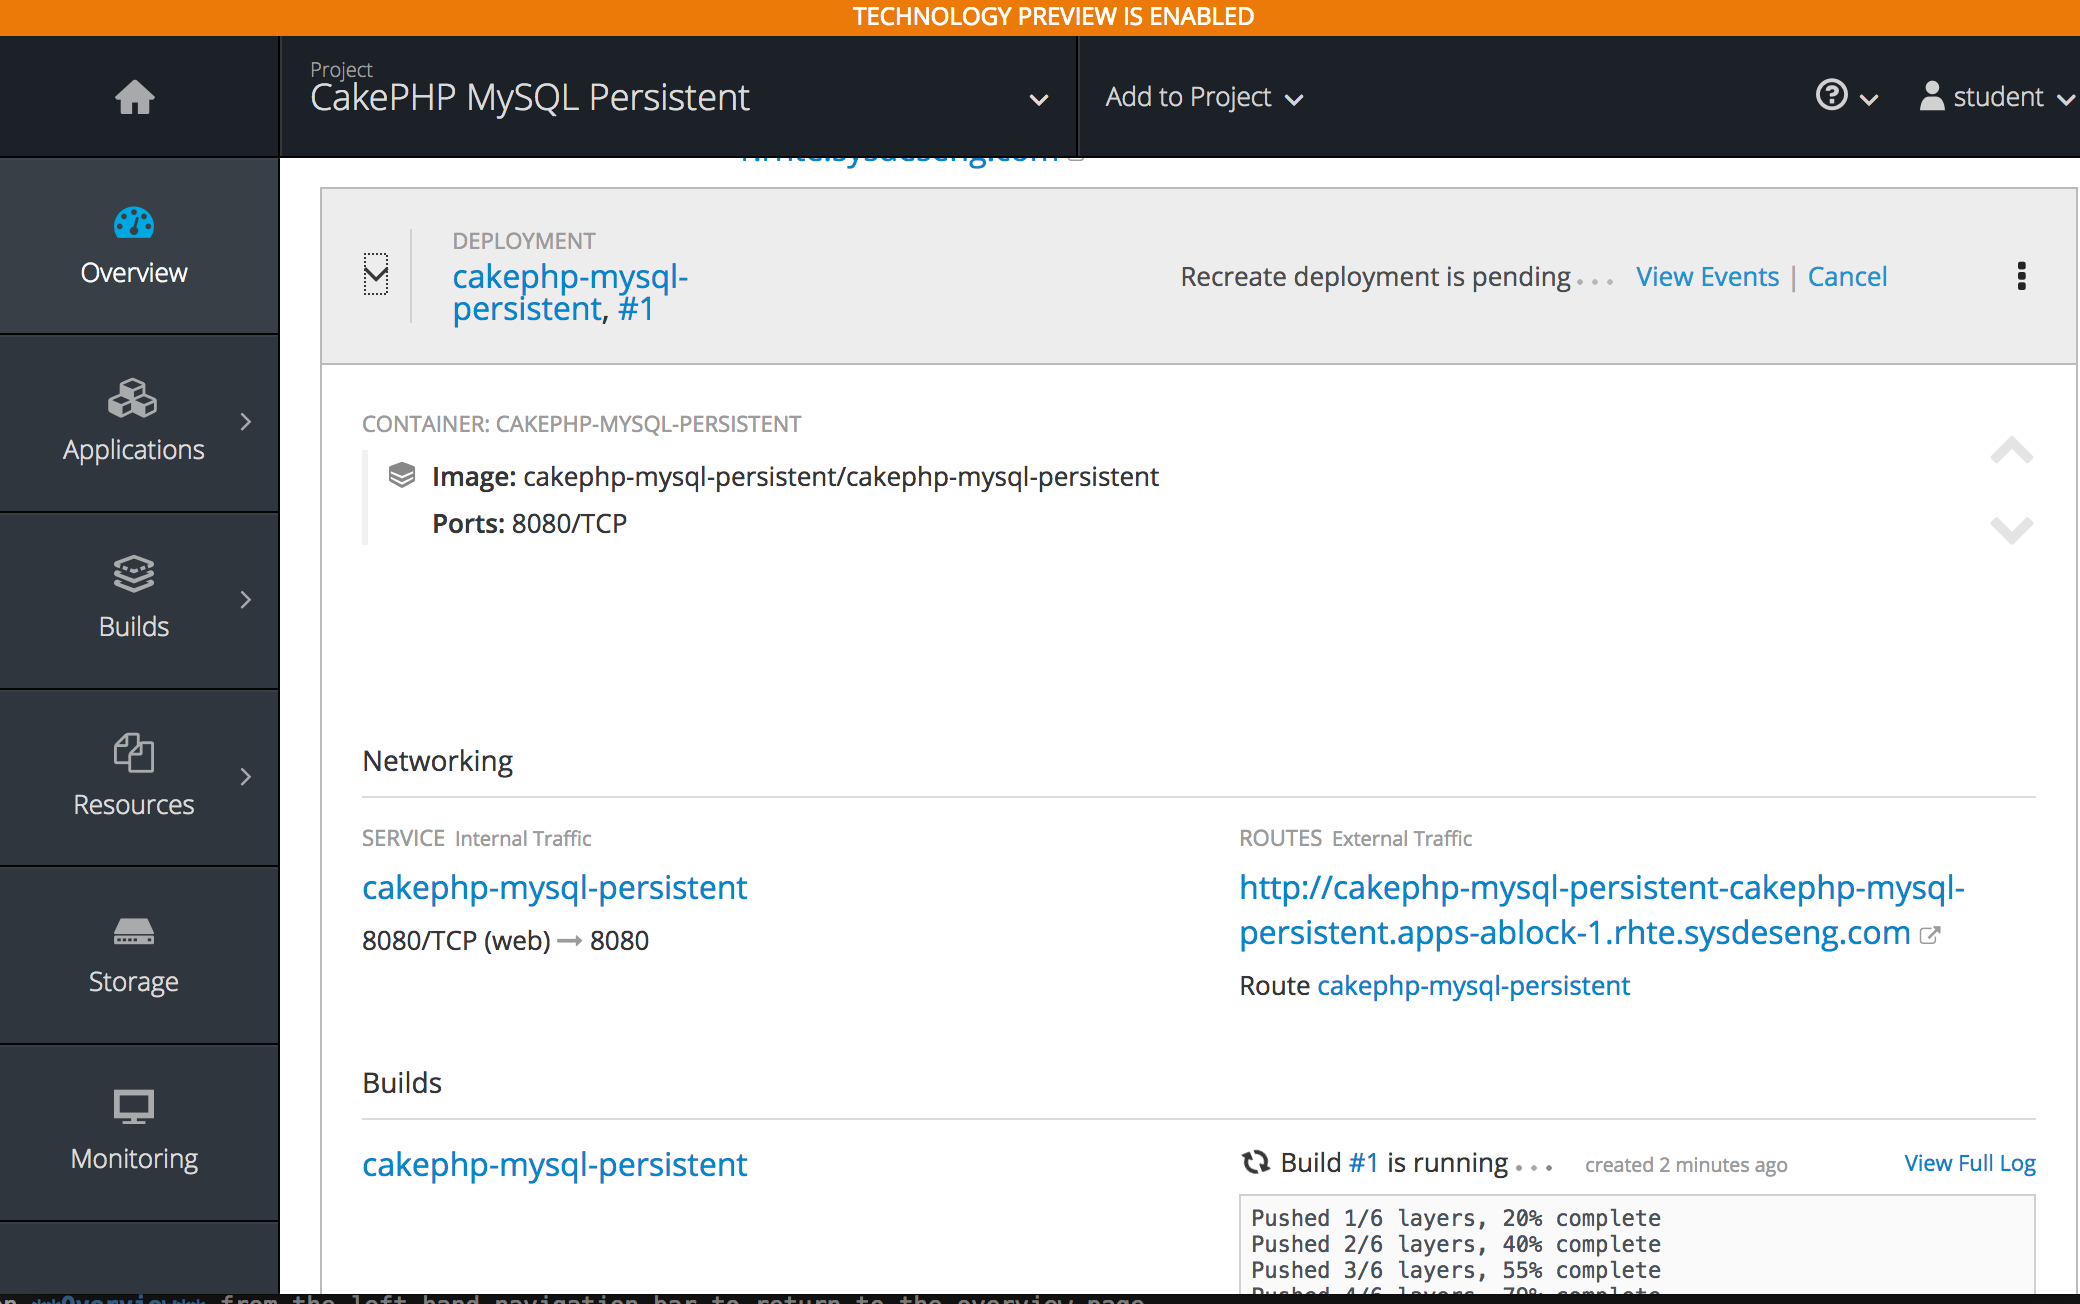 TECHNOLOGY PREVIEW IS ENABLED
Project
CakePHP MySQL Persistent
Add to Project
student
Overview
Applications
Builds
Resources
Storage
Monitoring
DEPLOYMENT
cakephp-mysql-
persistent, #1
Recreate deployment is pending... View Events | Cancel
CONTAINER: CAKEPHP-MYSQL-PERSISTENT
Image: cakephp-mysql-persistent/cakephp-mysql-persistent
Ports: 8080/TCP
Networking
SERVICE Internal Traffic
cakephp-mysql-persistent
8080/TCP (web) → 8080
ROUTES External Traffic
http://cakephp-mysql-persistent-cakephp-mysql-
persistent.apps-ablock-1.rhte.sysdeseng.com
Route cakephp-mysql-persistent
Builds
cakephp-mysql-persistent
Build #1 is running... created 2 minutes ago View Full Log
Pushed 1/6 layers, 20% complete
Pushed 2/6 layers, 40% complete
Pushed 3/6 layers, 55% complete
from the left hand navigation bar to return to the overview page